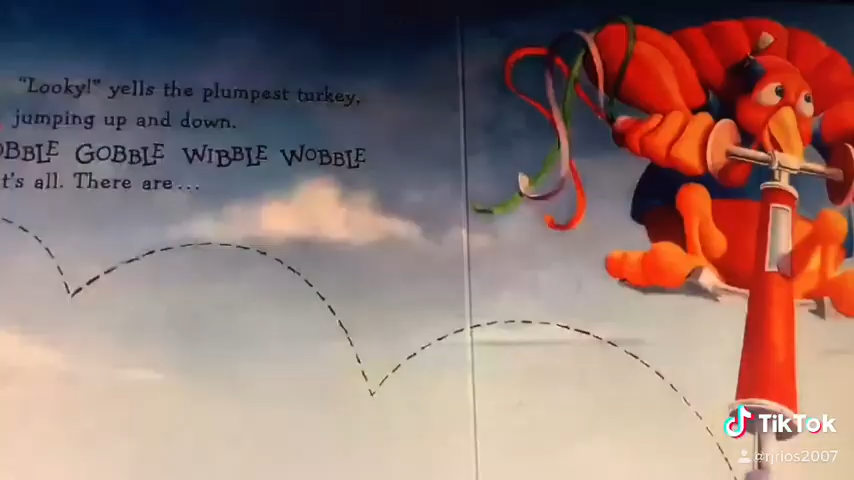 "Looky!" yells the plumpest turkey,
jumping up and down.
OBBLE GOBBLE WIBBLE WOBBLE
t's all. There are...
TikTok
@rjrios2007